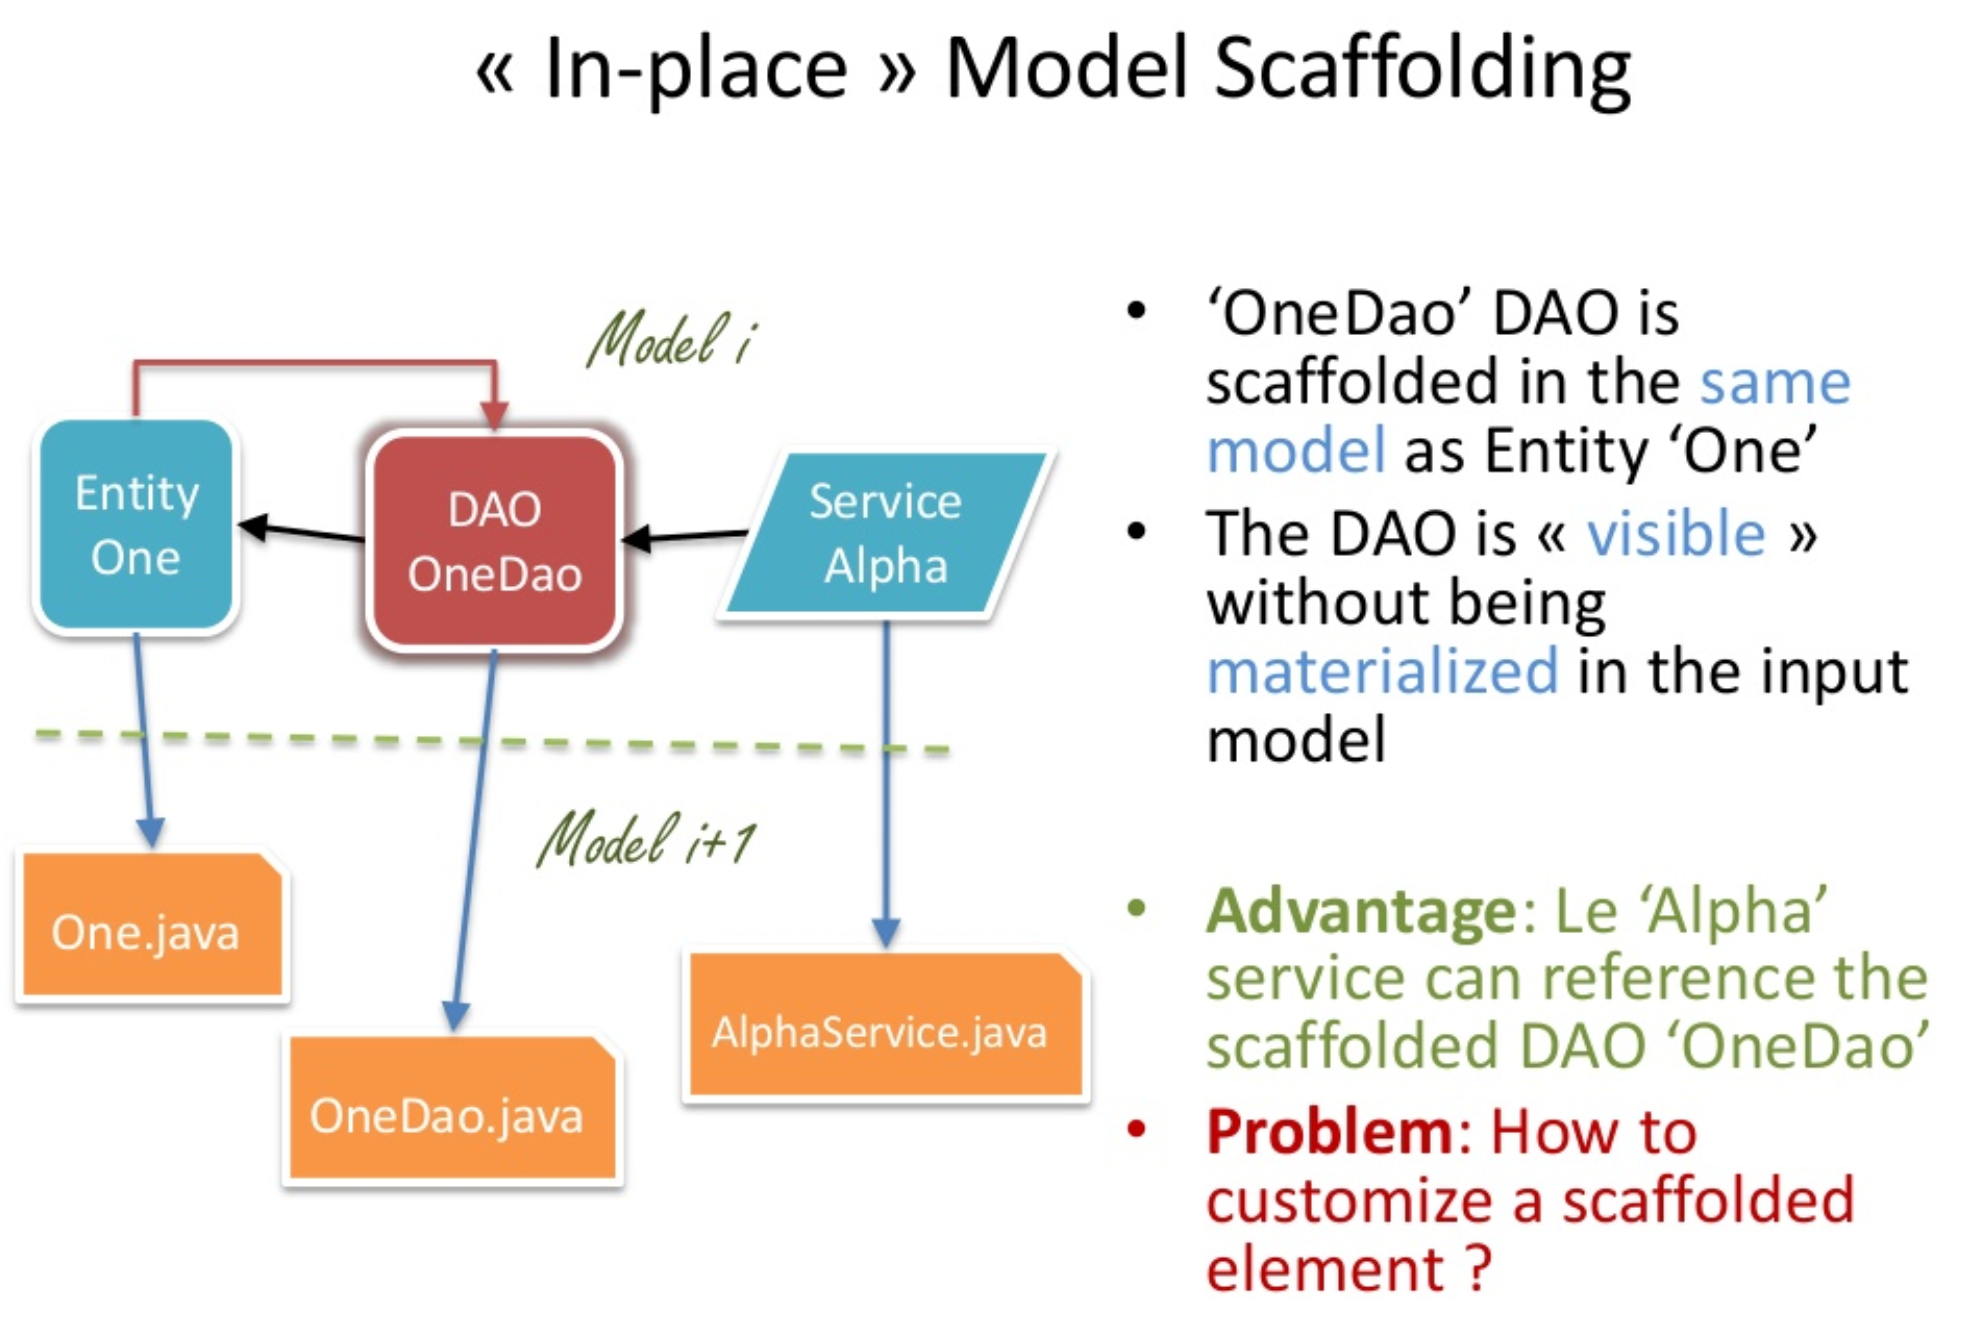 « In-place » Model Scaffolding
Model i
Entity
One
DAO
OneDao
Service
Alpha
Model i+1
One.java
OneDao.java
AlphaService.java
• ‘OneDao’ DAO is
scaffolded in the same
model as Entity ‘One’
• The DAO is « visible »
without being
materialized in the input
model
• Advantage: Le ‘Alpha’
service can reference the
scaffolded DAO ‘OneDao’
• Problem: How to
customize a scaffolded
element ?